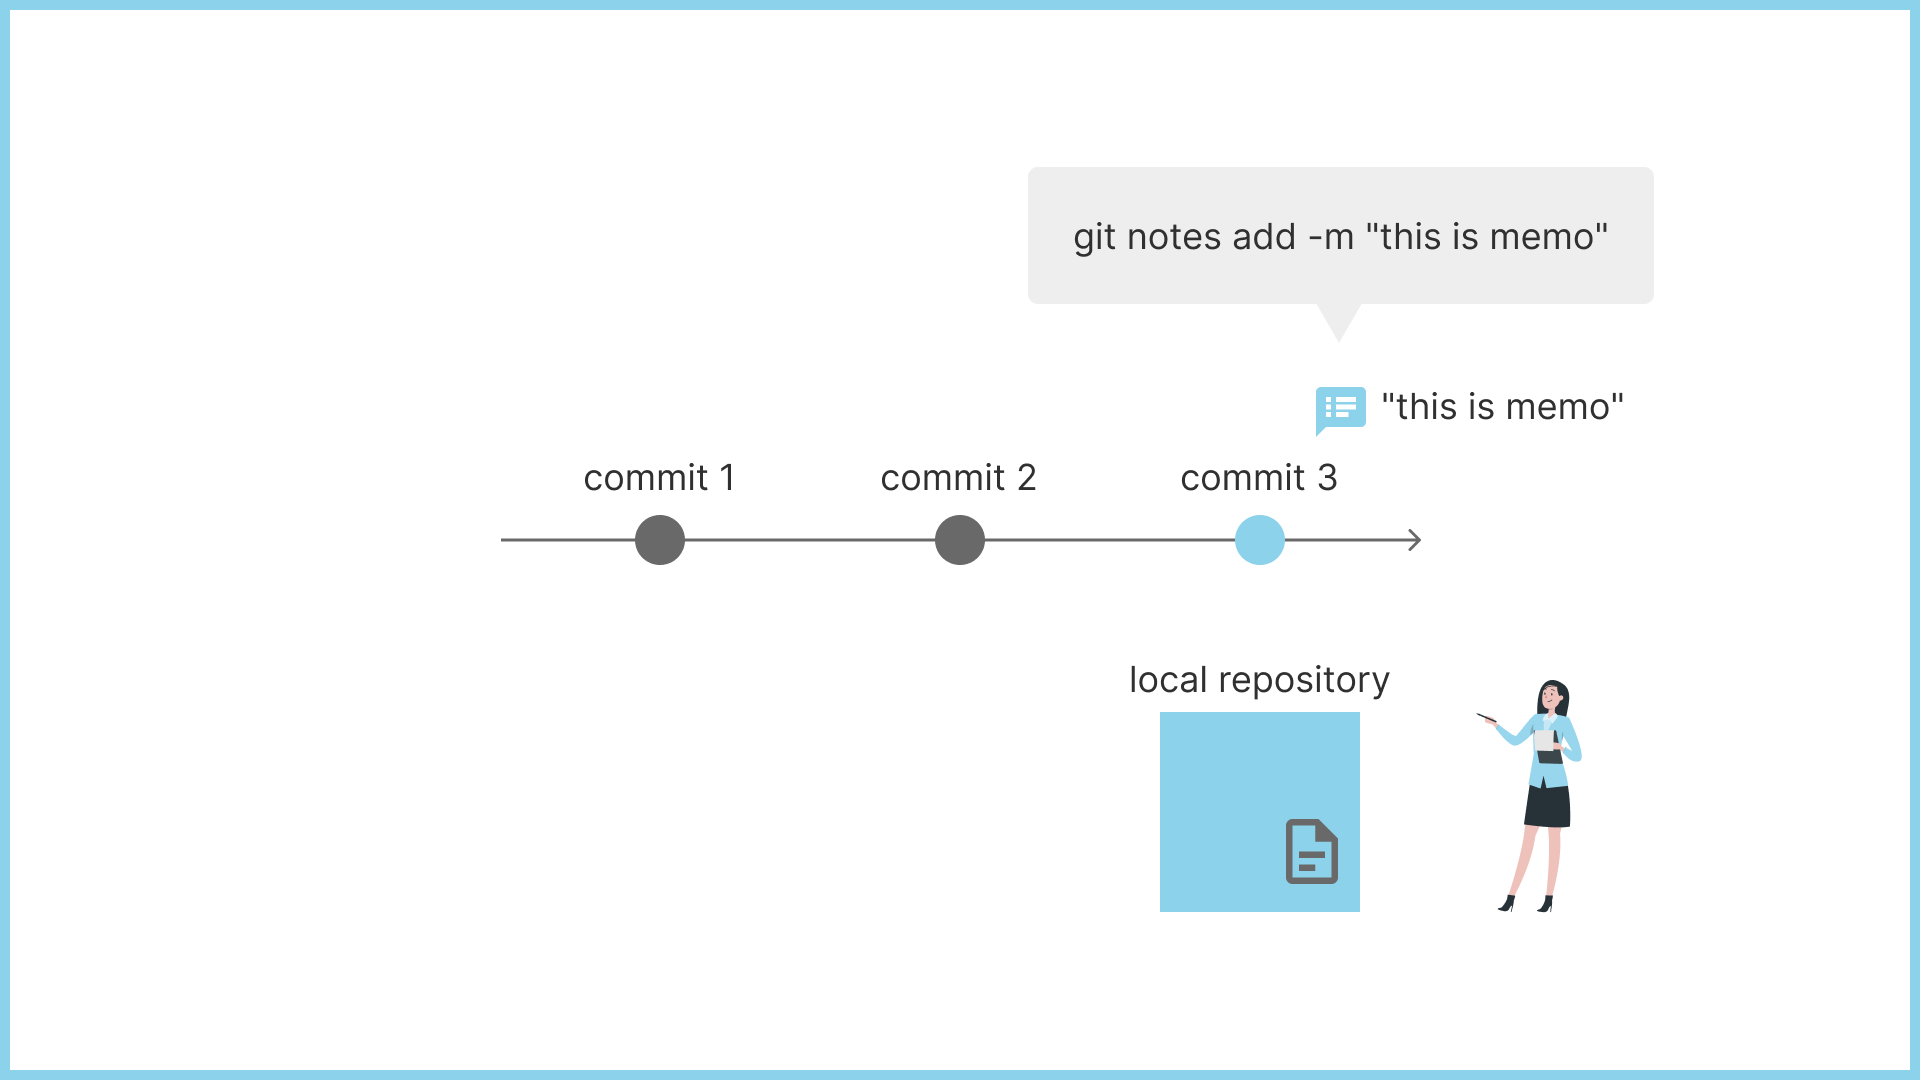 git notes add -m "this is memo"
"this is memo"
commit 1
commit 2
commit 3
local repository